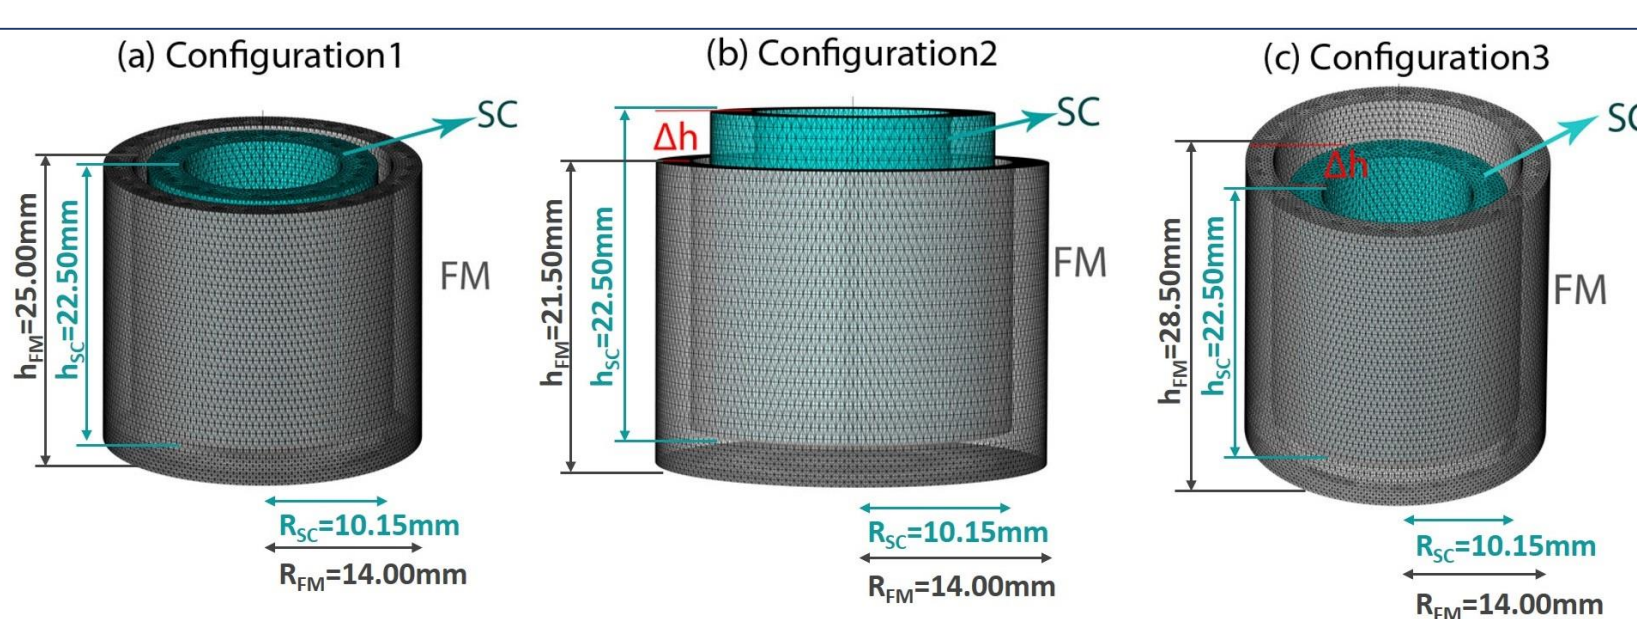 (a) Configuration1
SC
h_FM=25.00mm
h_SC=22.50mm
FM
R_SC=10.15mm
R_FM=14.00mm
(b) Configuration2
SC
Δh
h_FM=21.50mm
h_SC=22.50mm
FM
R_SC=10.15mm
R_FM=14.00mm
(c) Configuration3
SC
Δh
h_FM=28.50mm
h_SC=22.50mm
FM
R_SC=10.15mm
R_FM=14.00mm